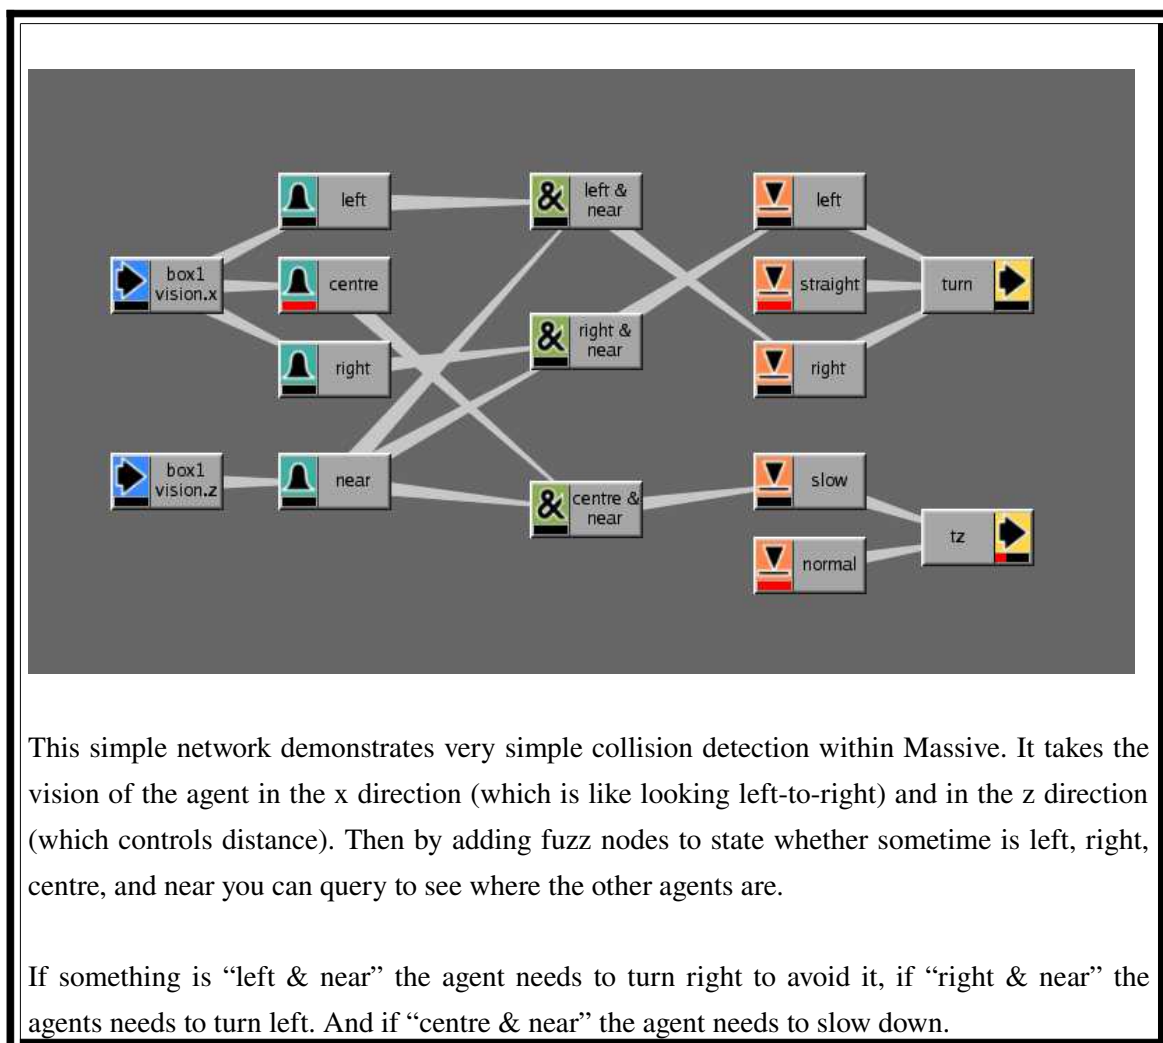 left
left &
near
left
box1
vision.x
centre
straight
turn
right
right &
near
right
box1
vision.z
near
centre &
near
slow
tz
normal
This simple network demonstrates very simple collision detection within Massive. It takes the
vision of the agent in the x direction (which is like looking left-to-right) and in the z direction
(which controls distance). Then by adding fuzz nodes to state whether sometime is left, right,
centre, and near you can query to see where the other agents are.
If something is “left & near” the agent needs to turn right to avoid it, if “right & near” the
agents needs to turn left. And if “centre & near” the agent needs to slow down.